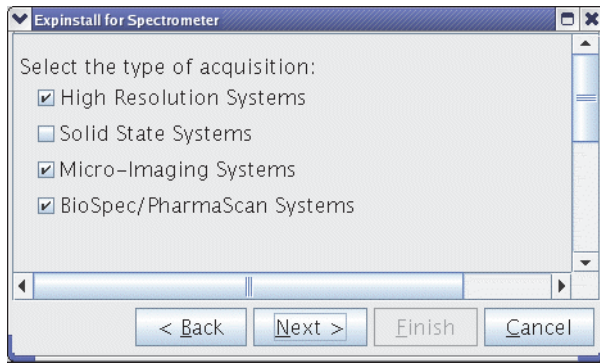 Expinstall for Spectrometer
Select the type of acquisition:
High Resolution Systems
Solid State Systems
Micro-Imaging Systems
BioSpec/PharmaScan Systems
< Back Next > Finish Cancel